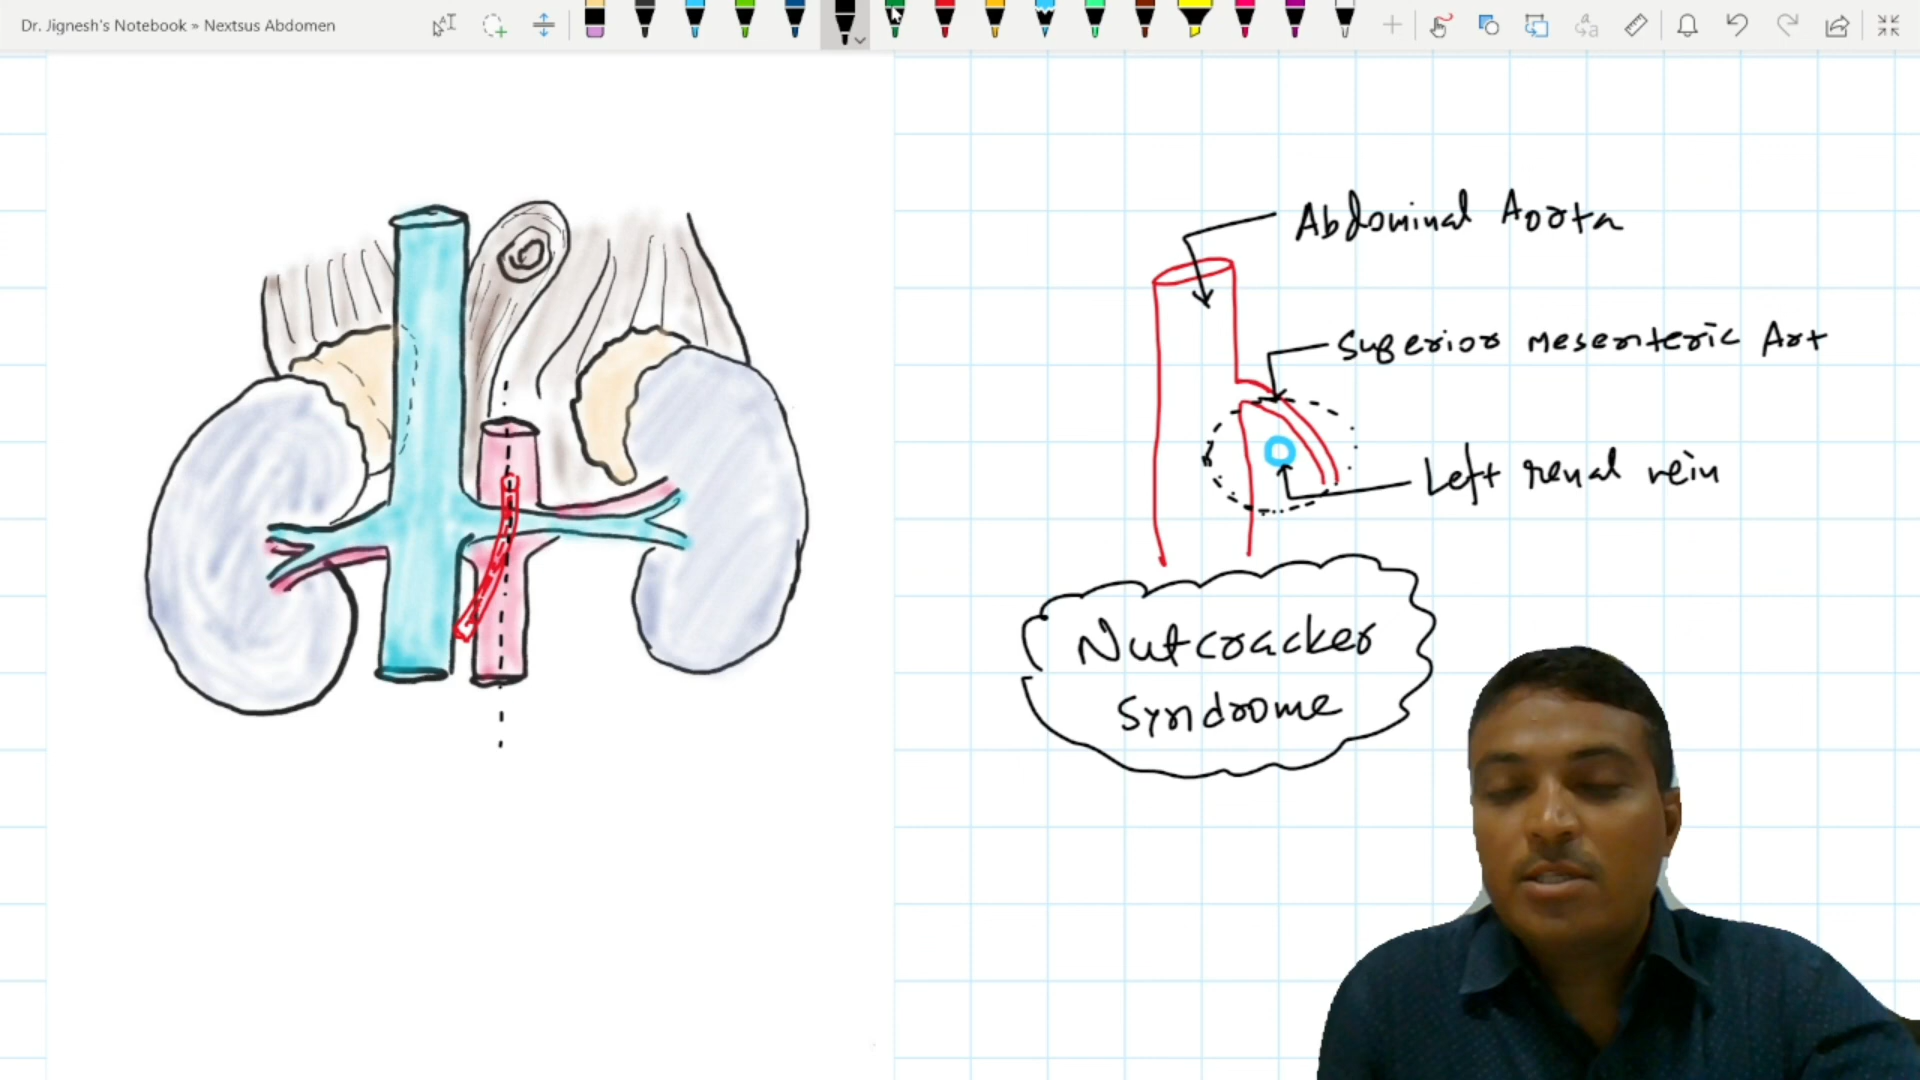 Dr. Jignesh's Notebook » Nextsus Abdomen
Abdominal Aorta
Superior mesenteric Art
Left renal vein
Nutcracker
Syndrome